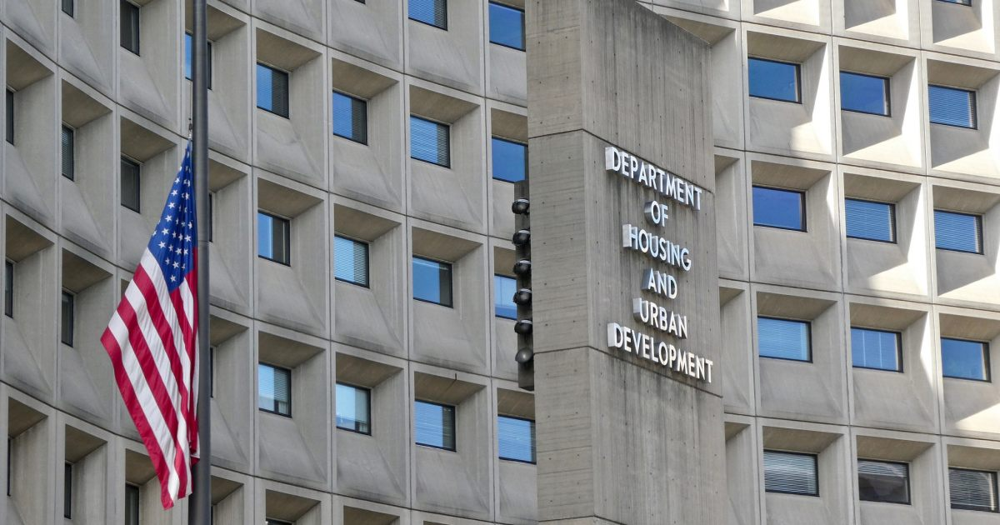 DEPARTMENT
OF
HOUSING
AND
URBAN
DEVELOPMENT